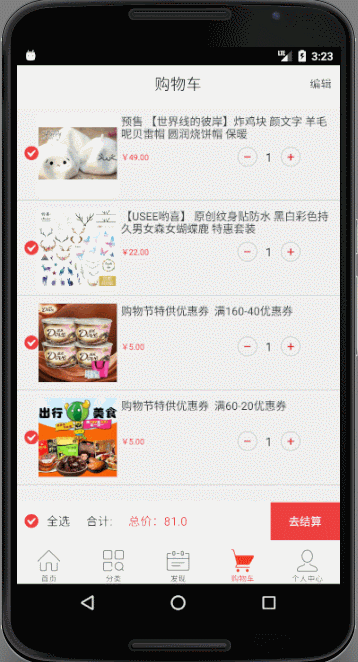 3:23
购物车
编辑
预售 【世界线的彼岸】炸鸡块 颜文字 羊毛
呢贝雷帽 圆润烧饼帽 保暖
￥49.00
1
【USEE哟喜】 原创纹身贴防水 黑白彩色持
久男女森女蝴蝶鹿 特惠套装
￥22.00
1
购物节特供优惠券 满160-40优惠券
Dove
￥5.00
1
购物节特供优惠券 满60-20优惠券
出行 美食
￥5.00
1
全选 合计: 总价: 81.0
去结算
首页 分类 发现 购物车 个人中心